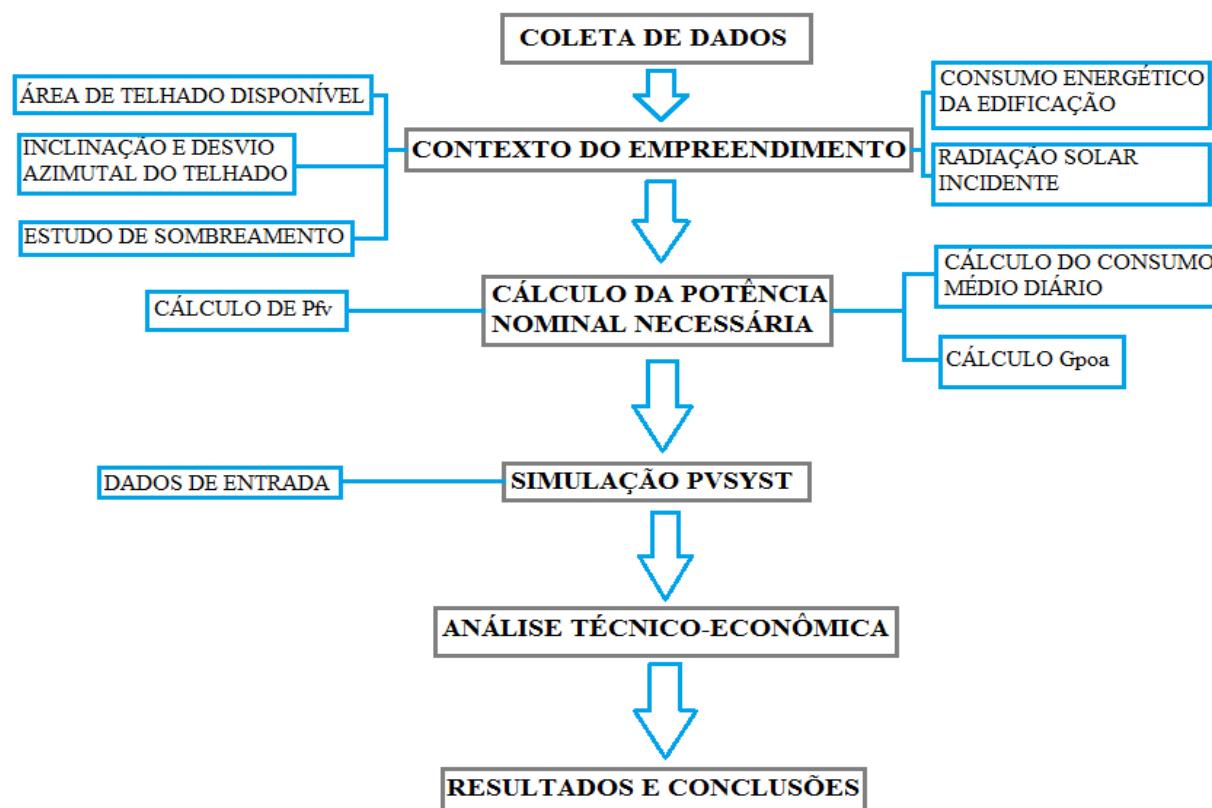 COLETA DE DADOS
ÁREA DE TELHADO DISPONÍVEL
INCLINAÇÃO E DESVIO
AZIMUTAL DO TELHADO
ESTUDO DE SOMBREAMENTO
CONTEXTO DO EMPREENDIMENTO
CONSUMO ENERGÉTICO
DA EDIFICAÇÃO
RADIAÇÃO SOLAR
INCIDENTE
CÁLCULO DE Pfv
CÁLCULO DA POTÊNCIA
NOMINAL NECESSÁRIA
CÁLCULO DO CONSUMO
MÉDIO DIÁRIO
CÁLCULO Gpoa
DADOS DE ENTRADA
SIMULAÇÃO PVSYST
ANÁLISE TÉCNICO-ECONÔMICA
RESULTADOS E CONCLUSÕES